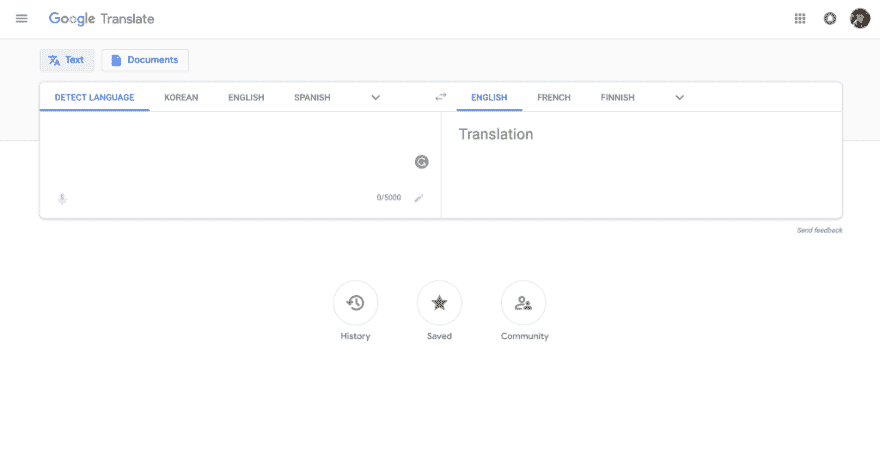 Google Translate
Text Documents
DETECT LANGUAGE KOREAN ENGLISH SPANISH ENGLISH FRENCH FINNISH
Translation
0/5000
Send feedback
History Saved Community